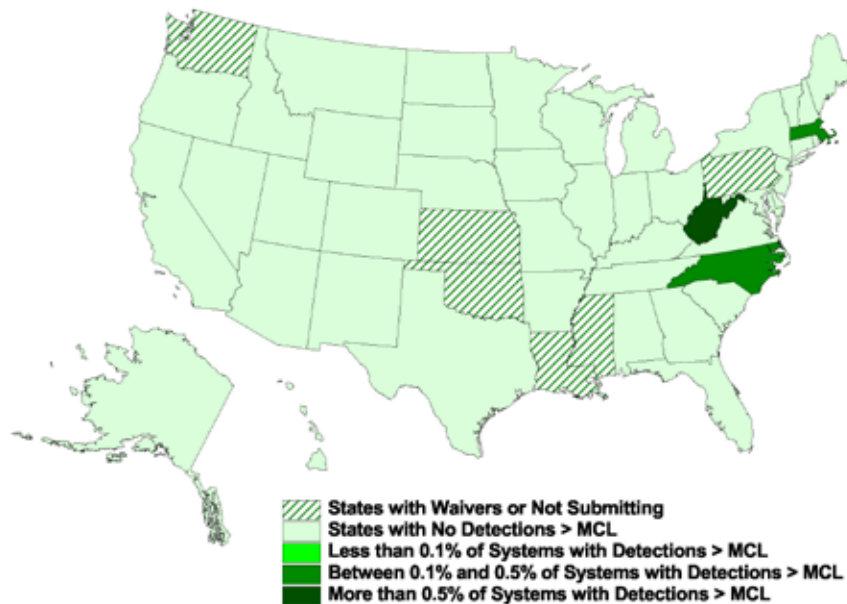 States with Waivers or Not Submitting
States with No Detections > MCL
Less than 0.1% of Systems with Detections > MCL
Between 0.1% and 0.5% of Systems with Detections > MCL
More than 0.5% of Systems with Detections > MCL